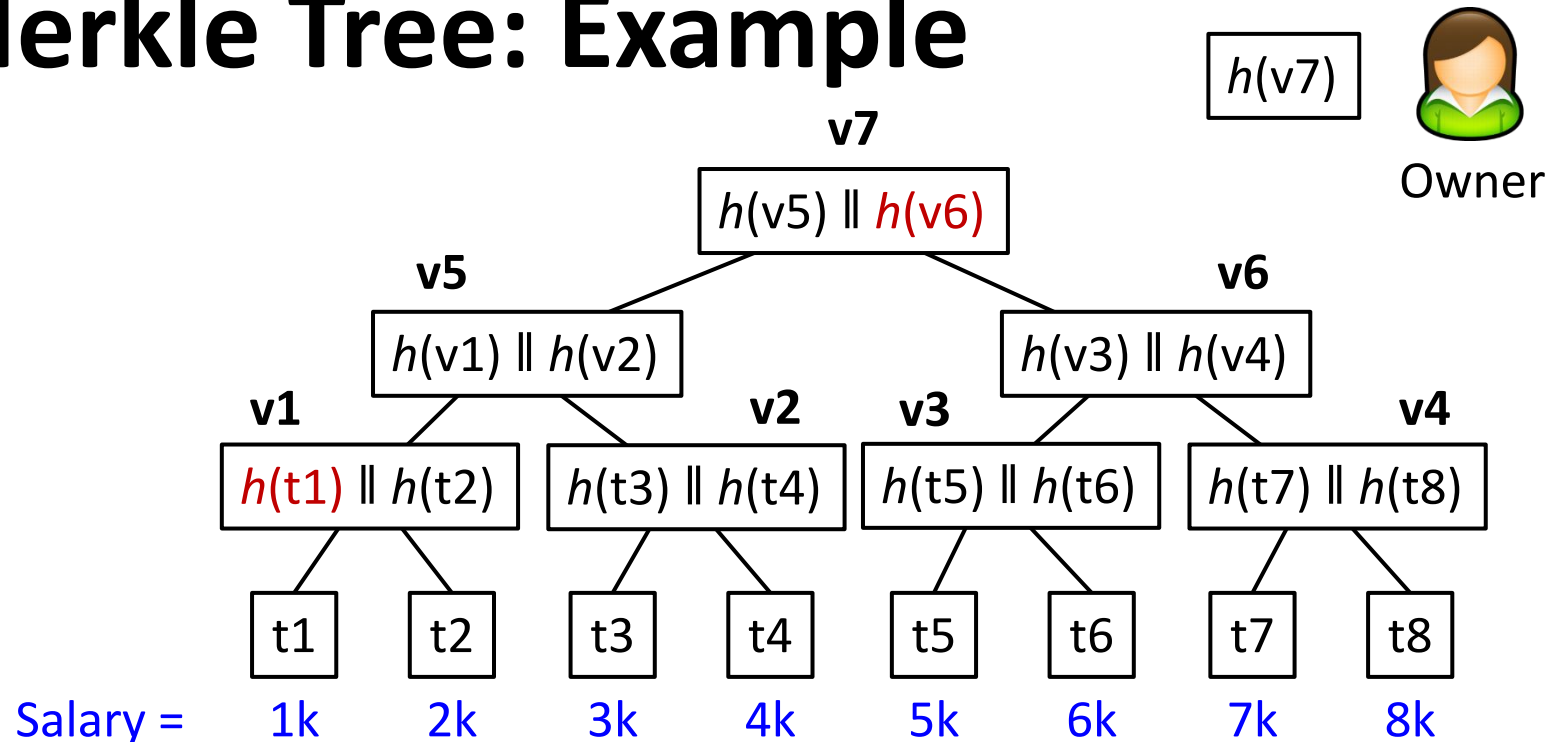 erkle Tree: Example
h(v7)
Owner
v7
h(v5) ǁ h(v6)
v5 v6
h(v1) ǁ h(v2) h(v3) ǁ h(v4)
v1 v2 v3 v4
h(t1) ǁ h(t2) h(t3) ǁ h(t4) h(t5) ǁ h(t6) h(t7) ǁ h(t8)
t1 t2 t3 t4 t5 t6 t7 t8
Salary = 1k 2k 3k 4k 5k 6k 7k 8k